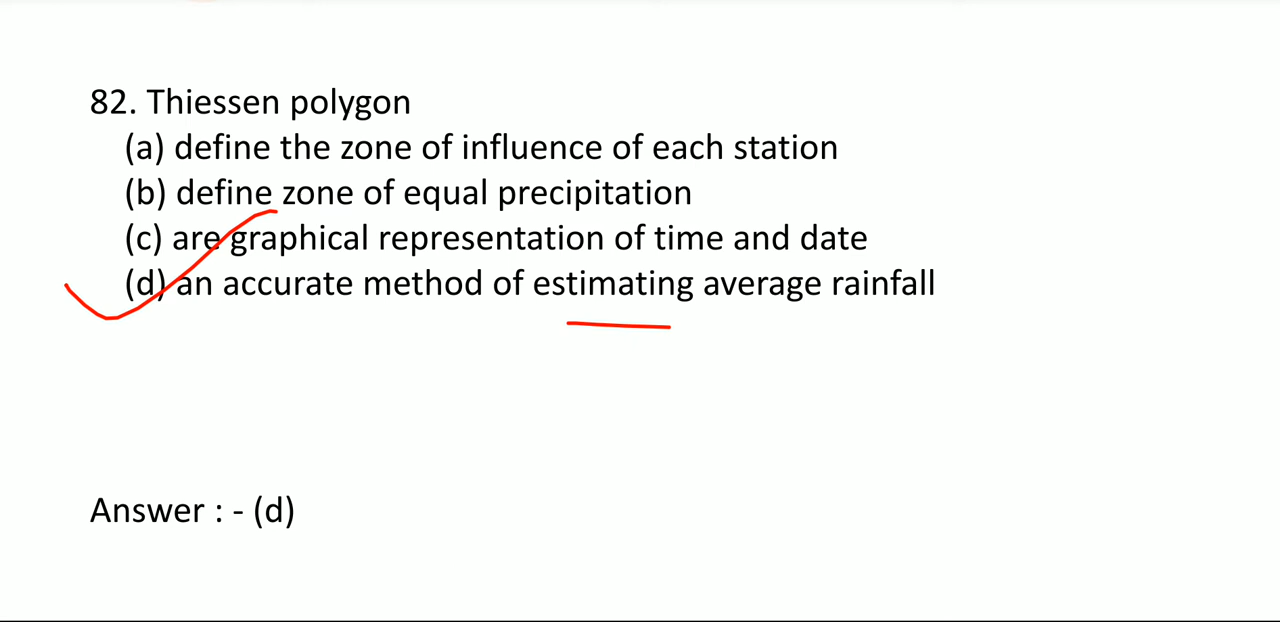 82. Thiessen polygon
(a) define the zone of influence of each station
(b) define zone of equal precipitation
(c) are graphical representation of time and date
(d) an accurate method of estimating average rainfall
Answer : - (d)